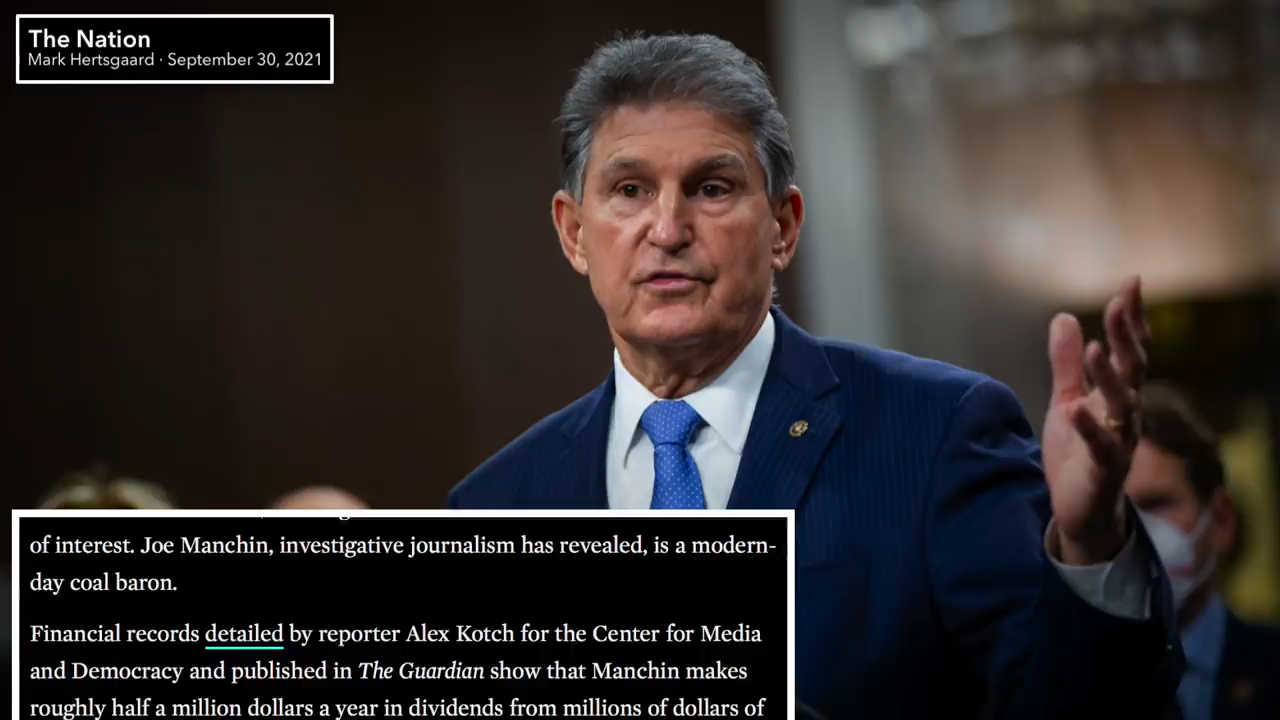 The Nation
Mark Hertsgaard · September 30, 2021
of interest. Joe Manchin, investigative journalism has revealed, is a modern-
day coal baron.
Financial records detailed by reporter Alex Kotch for the Center for Media
and Democracy and published in The Guardian show that Manchin makes
roughly half a million dollars a year in dividends from millions of dollars of